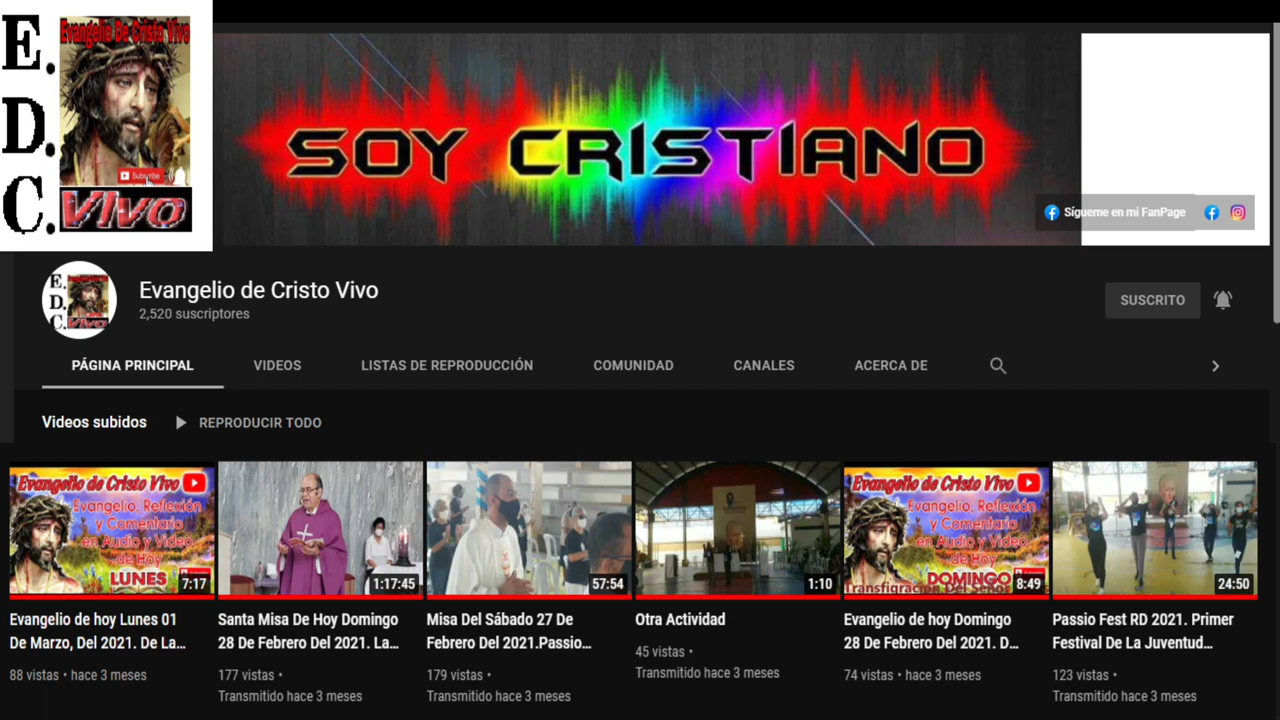 E.
D.
C.
Evangelio De Cristo Vivo
Subscribe
Vivo
SOY CRISTIANO
Sígueme en mi FanPage
E.
D.
C.
Vivo
Evangelio de Cristo Vivo
2,520 suscriptores
SUSCRITO
PÁGINA PRINCIPAL
VIDEOS
LISTAS DE REPRODUCCIÓN
COMUNIDAD
CANALES
ACERCA DE
Videos subidos
REPRODUCIR TODO
Evangelio de Cristo Vivo
Evangelio, Reflexión
y Comentario
en Audio y Video
de Hoy
LUNES
7:17
1:17:45
57:54
1:10
Evangelio de Cristo Vivo
Evangelio, Reflexión
y Comentario
en Audio y Video
de Hoy
DOMINGO
8:49
Transfigración Del Señor
24:50
Evangelio de hoy Lunes 01
De Marzo, Del 2021. De La...
88 vistas • hace 3 meses
Santa Misa De Hoy Domingo
28 De Febrero Del 2021. La...
177 vistas •
Transmitido hace 3 meses
Misa Del Sábado 27 De
Febrero Del 2021.Passio...
179 vistas •
Transmitido hace 3 meses
Otra Actividad
45 vistas •
Transmitido hace 3 meses
Evangelio de hoy Domingo
28 De Febrero Del 2021. D...
74 vistas • hace 3 meses
Passio Fest RD 2021. Primer
Festival De La Juventud...
123 vistas •
Transmitido hace 3 meses